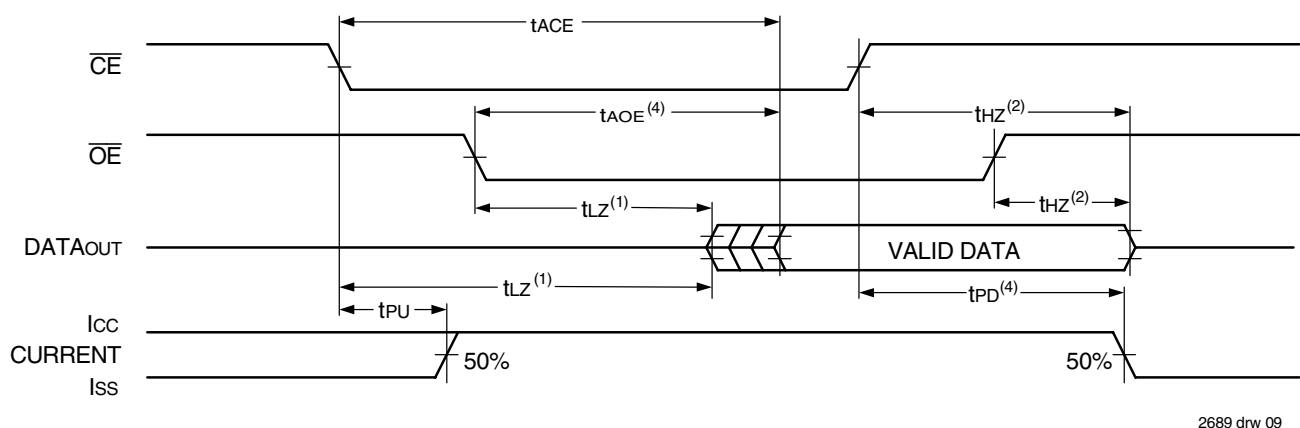 tACE
CE
tAOE(4)
tHZ(2)
OE
tLZ(1)
tHZ(2)
DATAOUT
VALID DATA
tLZ(1)
tPD(4)
tPU
ICC
CURRENT
50%
50%
ISS
2689 drw 09